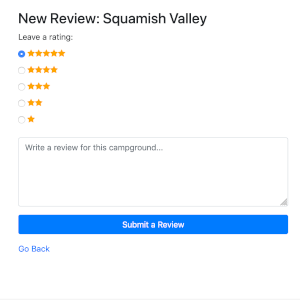 New Review: Squamish Valley
Leave a rating:
Write a review for this campground...
Submit a Review
Go Back